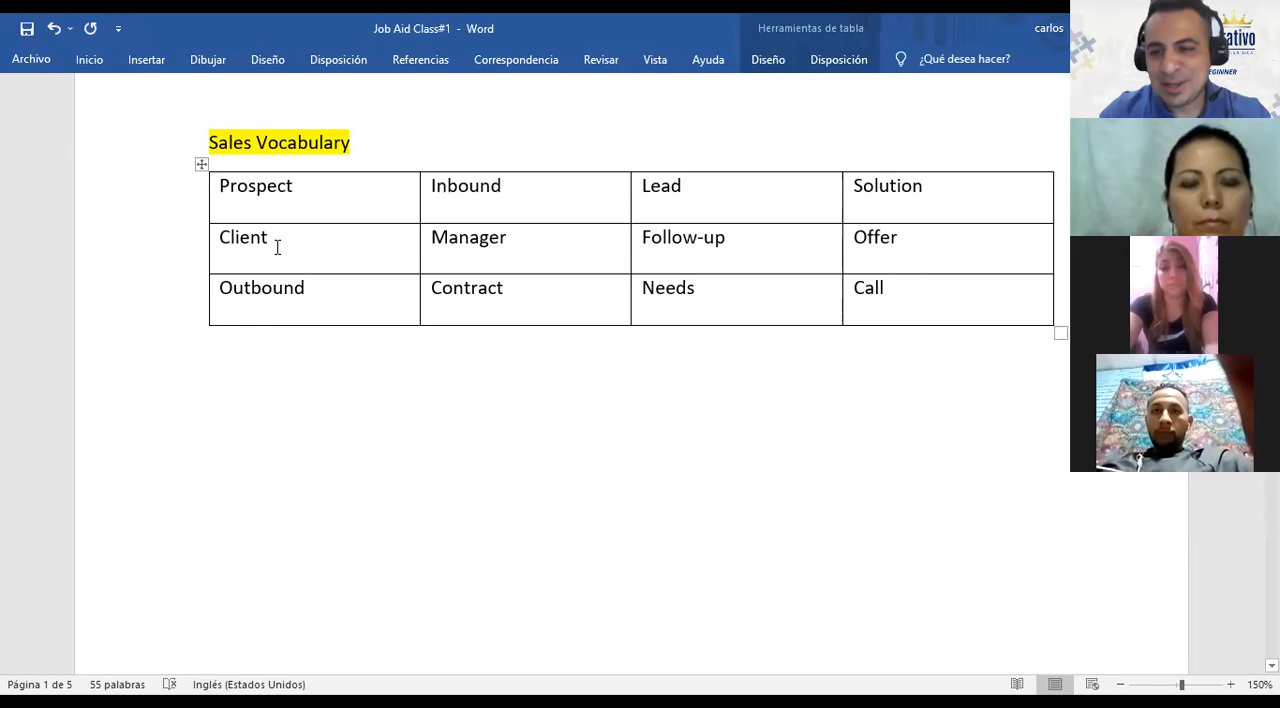 Job Aid Class#1 - Word
Herramientas de tabla
carlos
Archivo Inicio Insertar Dibujar Diseño Disposición Referencias Correspondencia Revisar Vista Ayuda Diseño Disposición ¿Qué desea hacer?
Sales Vocabulary
Prospect Inbound Lead Solution
Client Manager Follow-up Offer
Outbound Contract Needs Call
Página 1 de 5 55 palabras Inglés (Estados Unidos) 150%